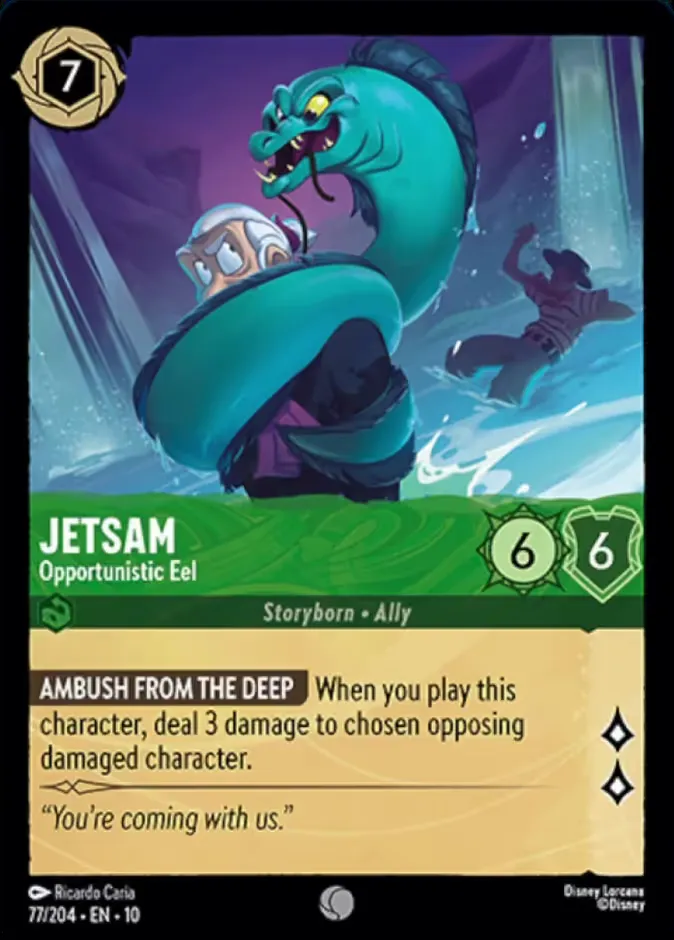 7
JETSAM
Opportunistic Eel
6 6
Storyborn • Ally
AMBUSH FROM THE DEEP When you play this
character, deal 3 damage to chosen opposing
damaged character.
“You’re coming with us.”
Ricardo Caria
77/204 • EN • 10
Disney Lorcana
©Disney